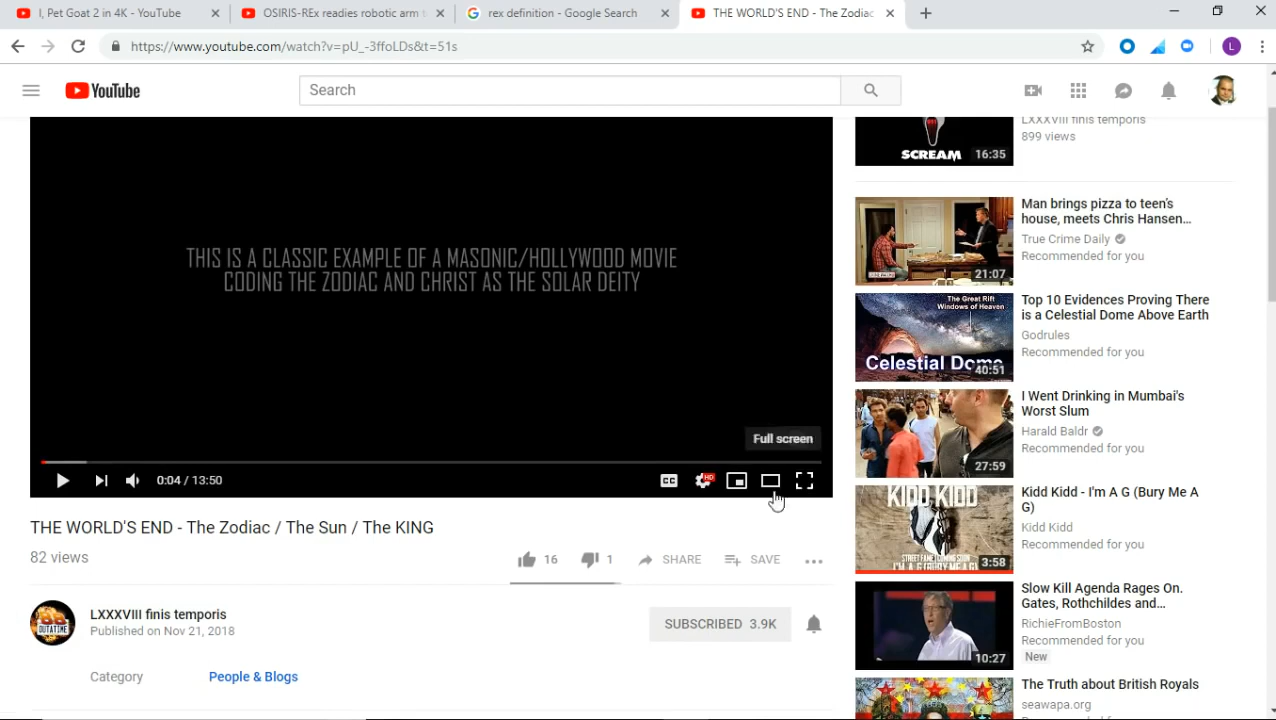 I, Pet Goat 2 in 4K - YouTube
OSIRIS-REx readies robotic arm t
rex definition - Google Search
THE WORLD'S END - The Zodiac
https://www.youtube.com/watch?v=pU_-3ffoLDs&t=51s
L
YouTube
Search
THIS IS A CLASSIC EXAMPLE OF A MASONIC/HOLLYWOOD MOVIE
CODING THE ZODIAC AND CHRIST AS THE SOLAR DEITY
Full screen
CC
HD
0:04 / 13:50
THE WORLD'S END - The Zodiac / The Sun / The KING
82 views
16
1
SHARE
SAVE
88
OUTATIME
LXXXVIII finis temporis
Published on Nov 21, 2018
SUBSCRIBED 3.9K
Category
People & Blogs
SCREAM
16:35
LXXXVIII finis temporis
899 views
21:07
Man brings pizza to teen's
house, meets Chris Hansen...
True Crime Daily
Recommended for you
The Great Rift
Windows of Heaven
Celestial Dome
40:51
Top 10 Evidences Proving There
is a Celestial Dome Above Earth
Godrules
Recommended for you
27:59
I Went Drinking in Mumbai's
Worst Slum
Harald Baldr
Recommended for you
KIDD KIDD
I'M A G (BURY ME A G)
3:58
Kidd Kidd - I'm A G (Bury Me A
G)
Kidd Kidd
Recommended for you
10:27
Slow Kill Agenda Rages On.
Gates, Rothchildes and...
RichieFromBoston
Recommended for you
New
The Truth about British Royals
seawapa.org
Recommended for you